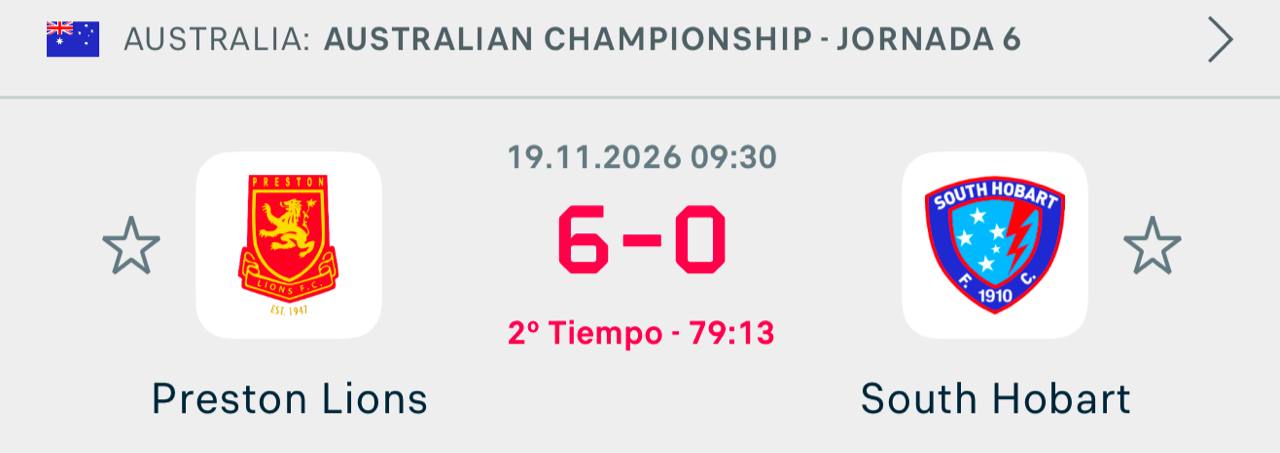 AUSTRALIA: AUSTRALIAN CHAMPIONSHIP - JORNADA 6
19.11.2026 09:30
PRESTON
LIONS F.C.
EST. 1947
6-0
SOUTH HOBART
F. C.
1910
2º Tiempo - 79:13
Preston Lions
South Hobart